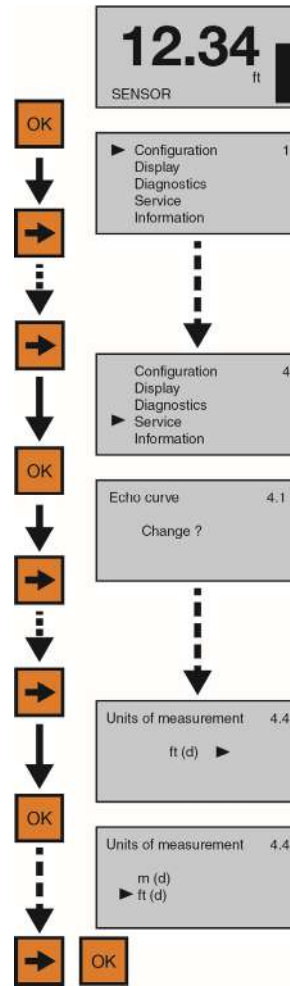 12.34
ft
SENSOR
OK
Configuration 1
Display
Diagnostics
Service
Information
Configuration 4
Display
Diagnostics
Service
Information
OK
Echo curve 4.1
Change ?
Units of measurement 4.4
ft (d)
OK
Units of measurement 4.4
m (d)
ft (d)
OK